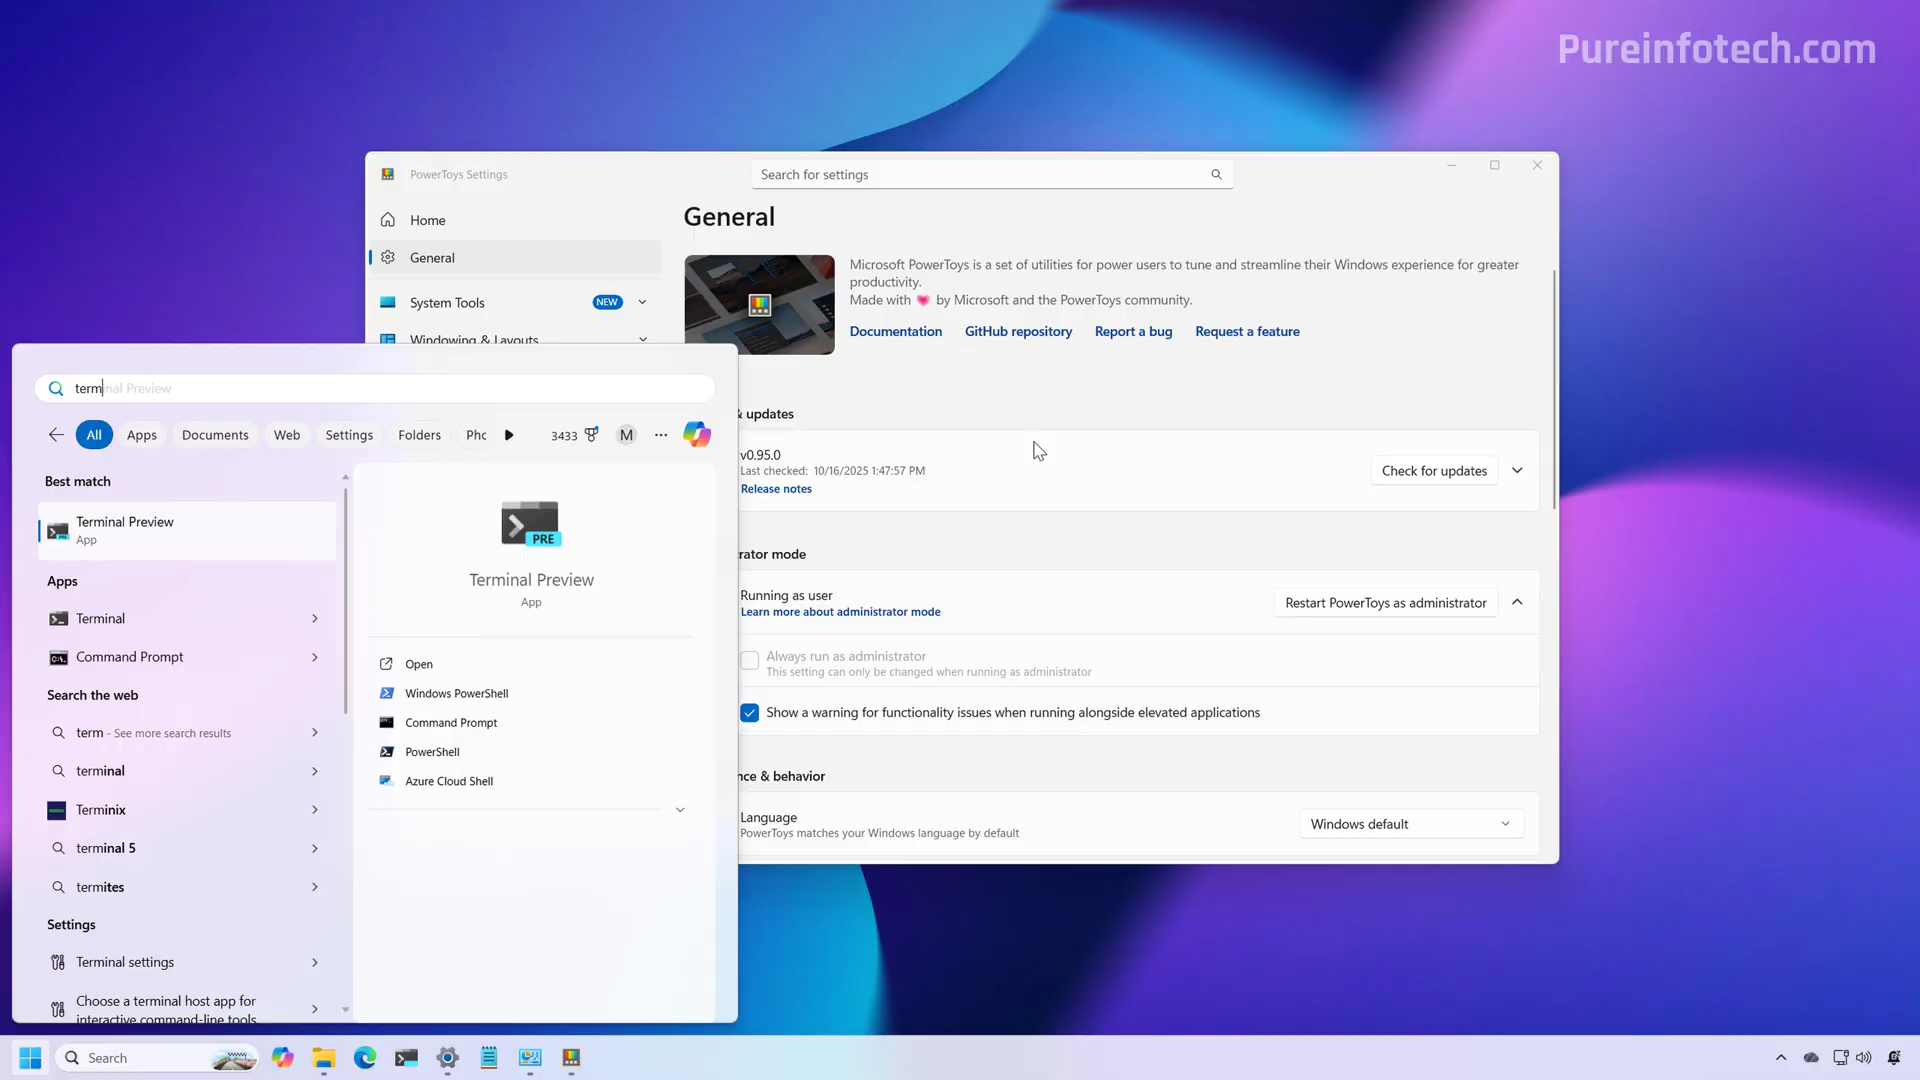 Pureinfotech.com
PowerToys Settings
Search for settings
Home
General
System Tools
NEW
Windowing & Layouts
General
Microsoft PowerToys is a set of utilities for power users to tune and streamline their Windows experience for greater
productivity.
Made with 💗 by Microsoft and the PowerToys community.
Documentation
GitHub repository
Report a bug
Request a feature
& updates
v0.95.0
Last checked: 10/16/2025 1:47:57 PM
Release notes
Check for updates
rator mode
Running as user
Learn more about administrator mode
Restart PowerToys as administrator
Always run as administrator
This setting can only be changed when running as administrator
Show a warning for functionality issues when running alongside elevated applications
nce & behavior
Language
PowerToys matches your Windows language by default
Windows default
terminal Preview
All
Apps
Documents
Web
Settings
Folders
Pho
3433
M
Best match
Terminal Preview
App
Apps
Terminal
Command Prompt
Search the web
term - See more search results
terminal
Terminix
terminal 5
termites
Settings
Terminal settings
Choose a terminal host app for
interactive command-line tools
PRE
Terminal Preview
App
Open
Windows PowerShell
Command Prompt
PowerShell
Azure Cloud Shell
Search